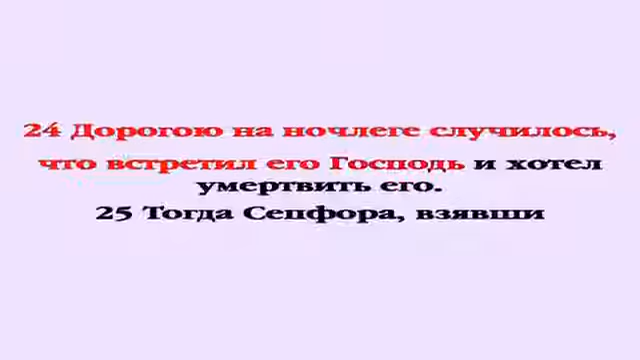 24 Дорогою на ночлеге случилось,
что встретил его Господь и хотел
умертвить его.
25 Тогда Сепфора, взявши